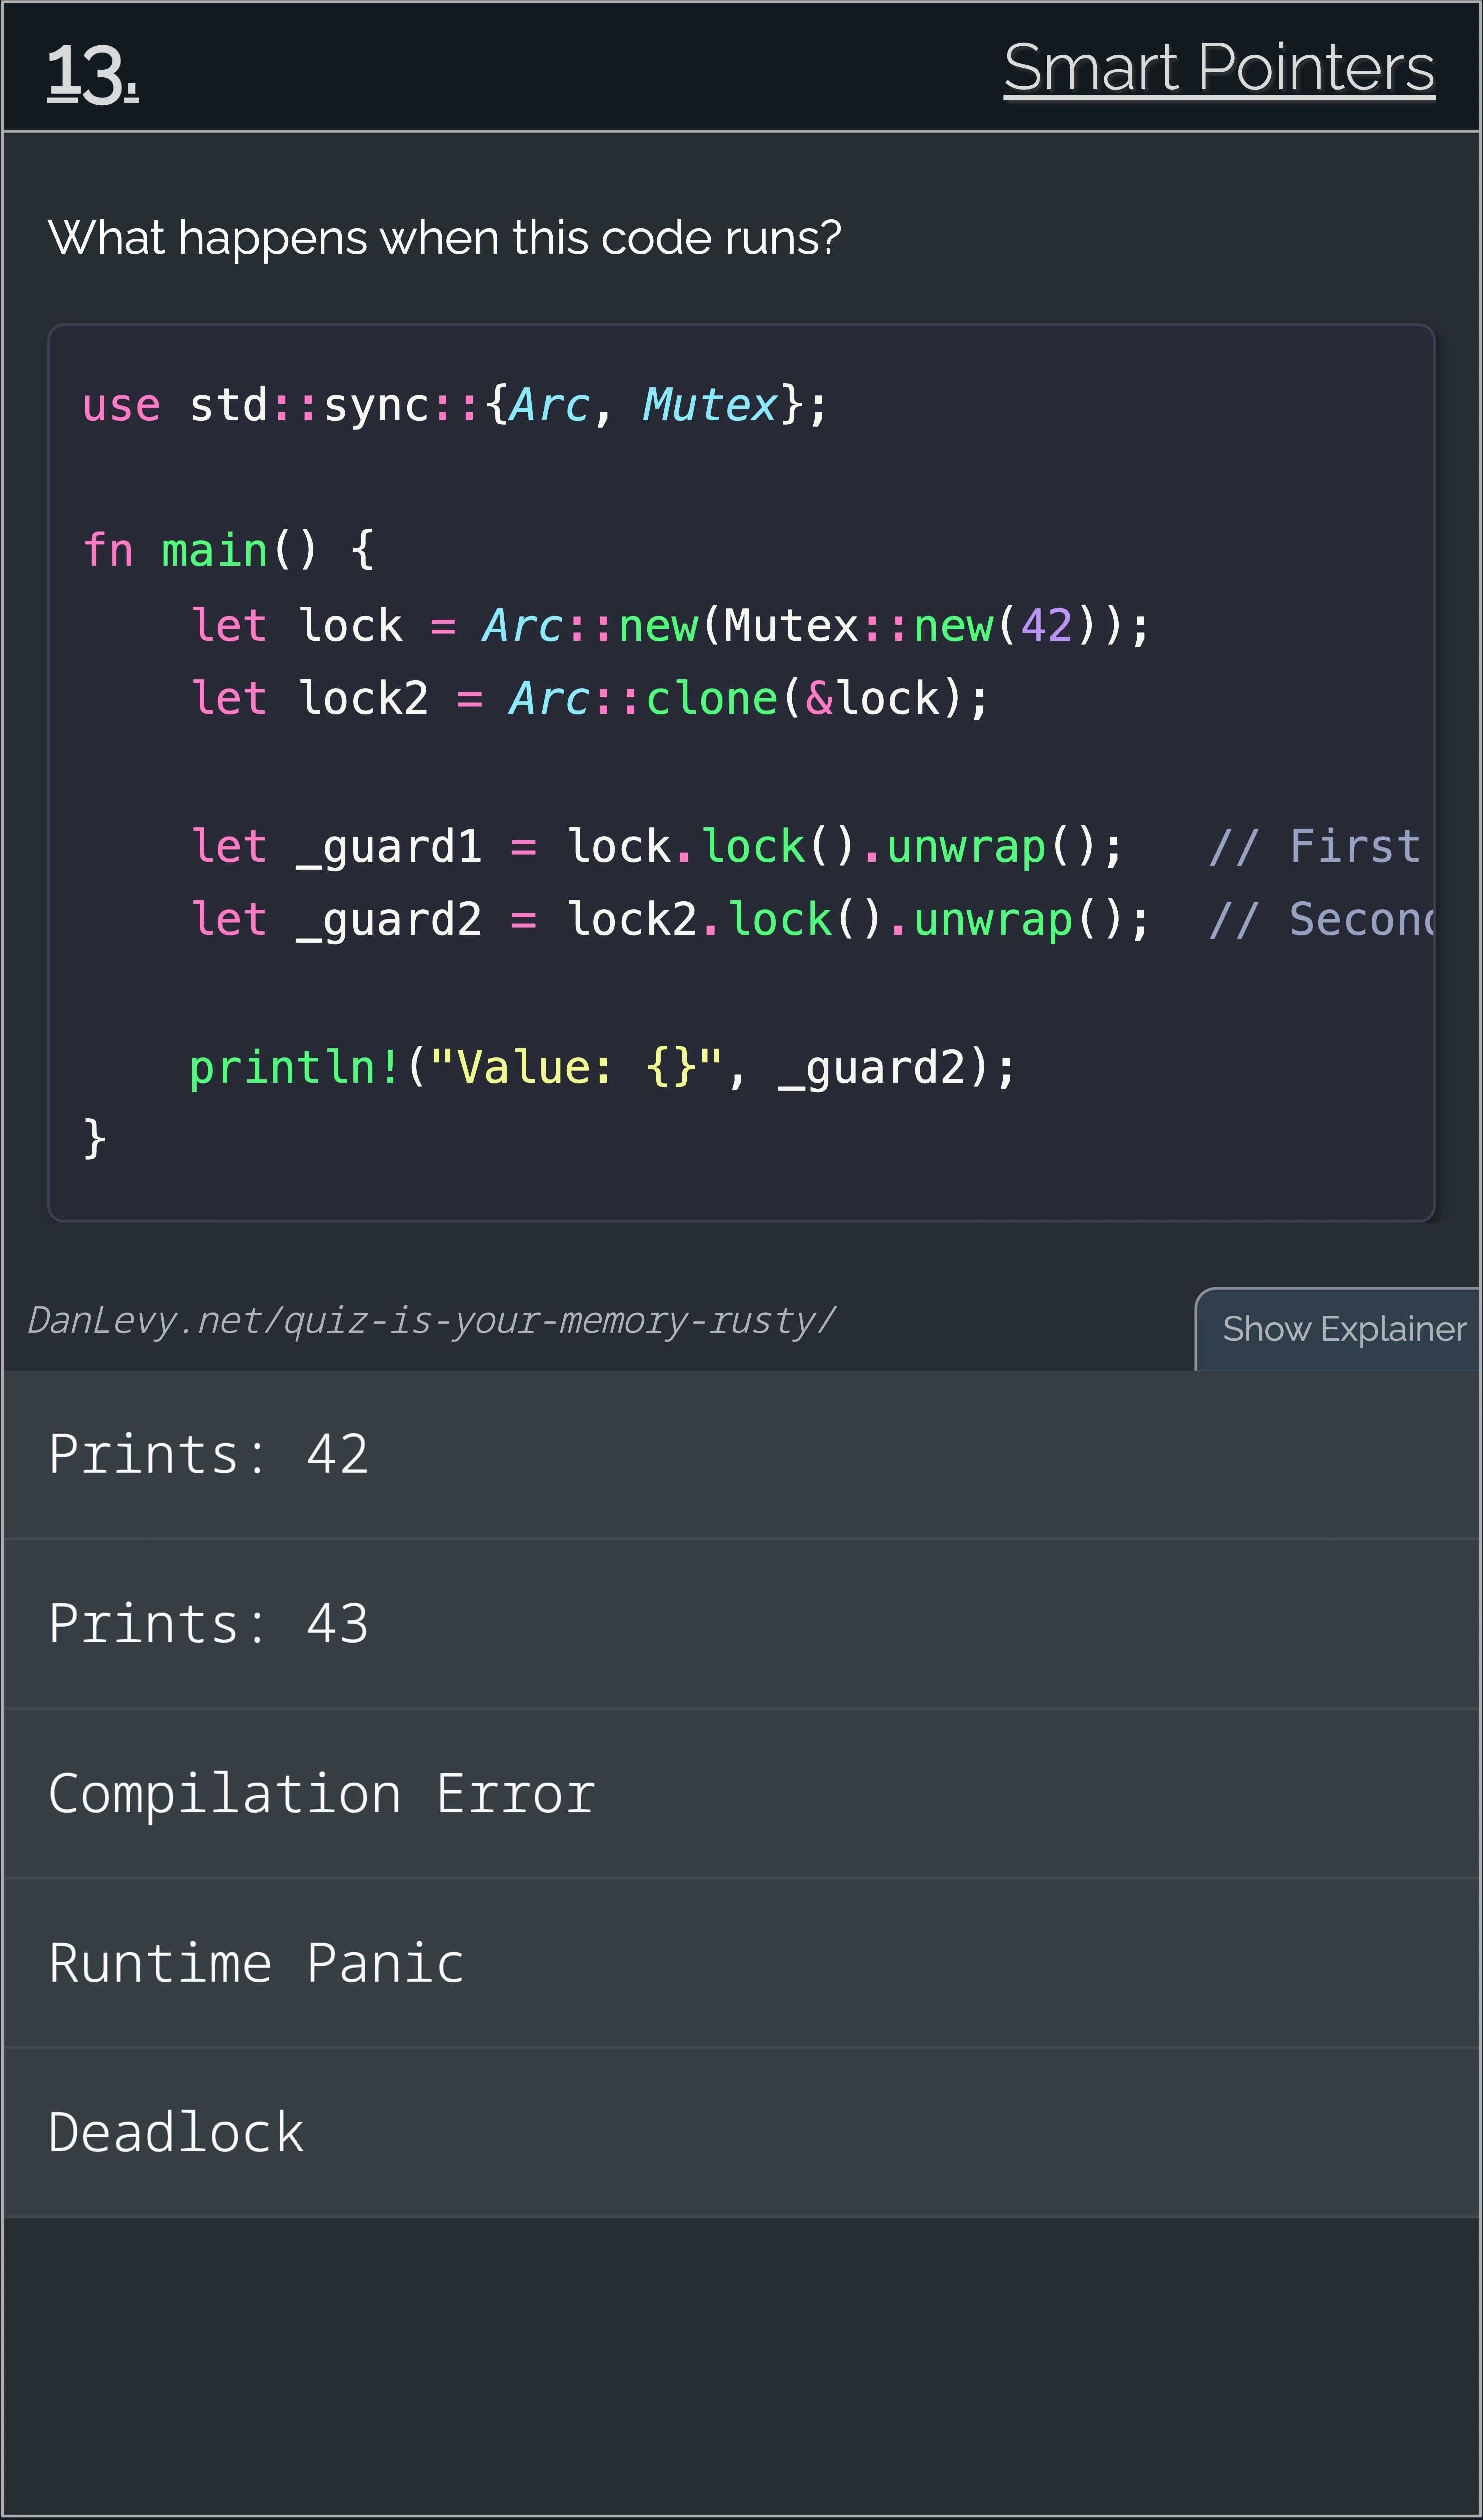 13.
Smart Pointers
What happens when this code runs?
use std::sync::{Arc, Mutex};
fn main() {
    let lock = Arc::new(Mutex::new(42));
    let lock2 = Arc::clone(&lock);
    let _guard1 = lock.lock().unwrap();   // First
    let _guard2 = lock2.lock().unwrap();  // Second
    println!("Value: {}", _guard2);
}
DanLevy.net/quiz-is-your-memory-rusty/
Show Explainer
Prints: 42
Prints: 43
Compilation Error
Runtime Panic
Deadlock